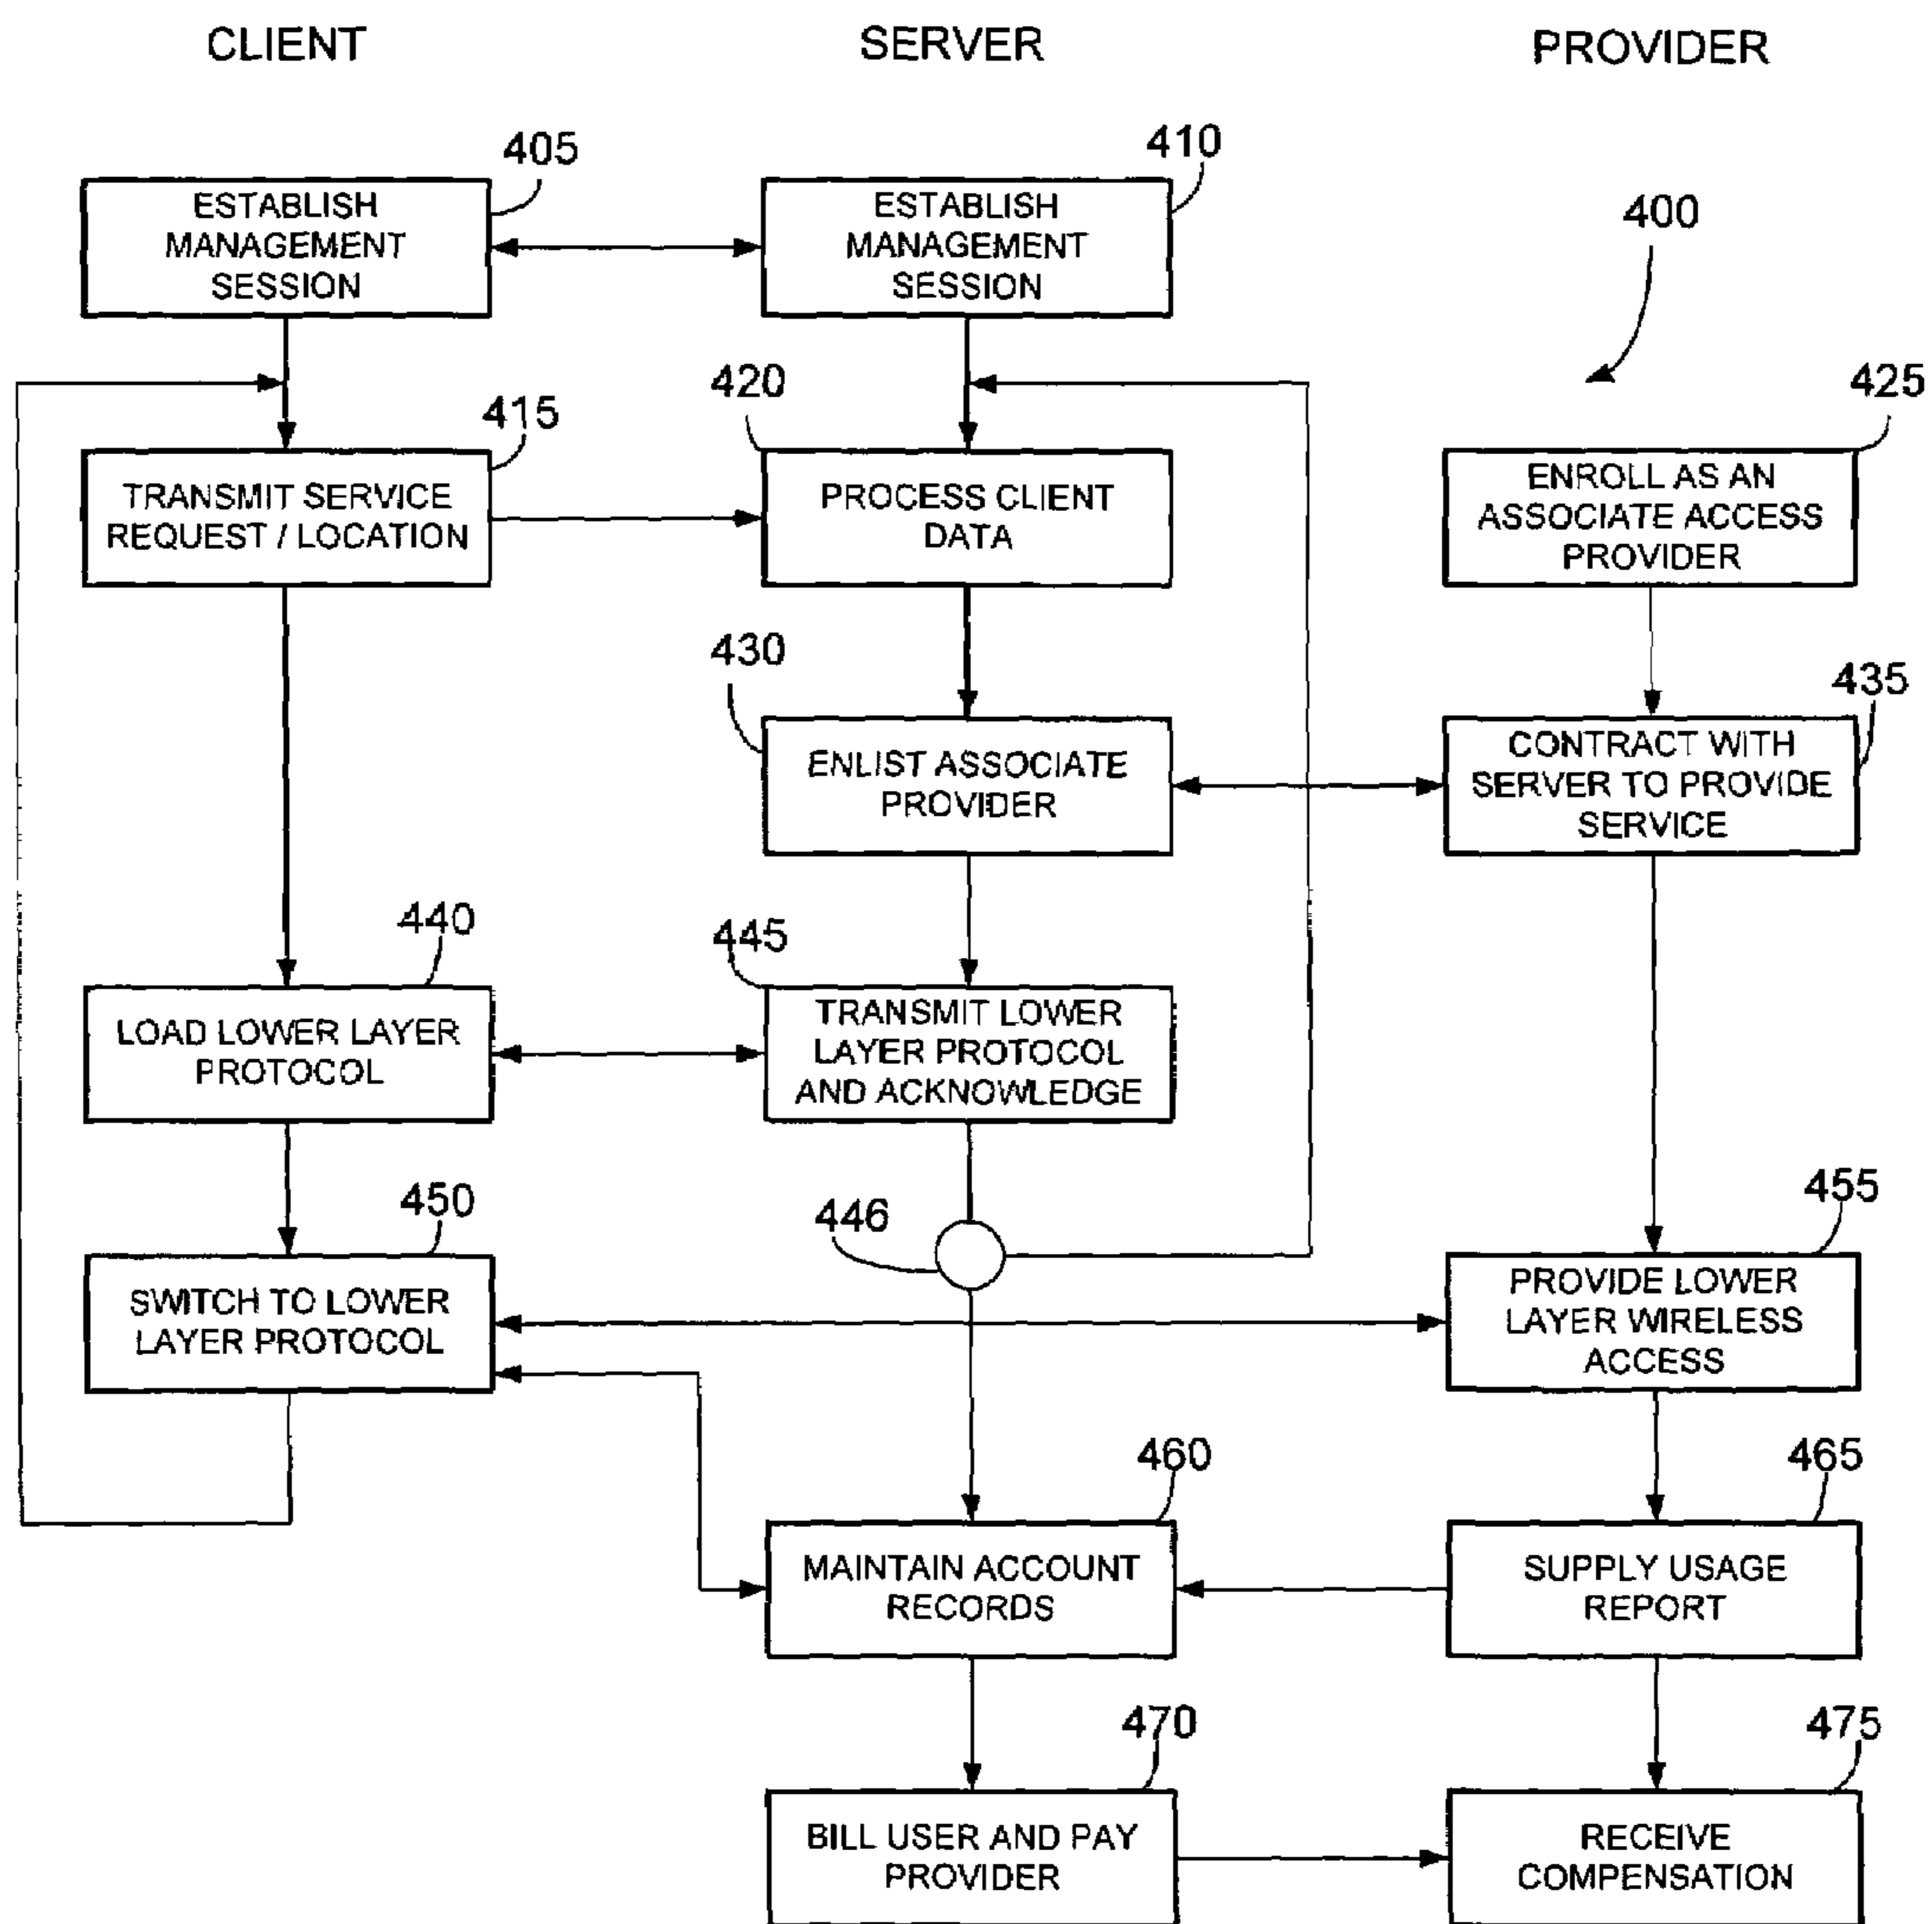 CLIENT
SERVER
PROVIDER
405
410
ESTABLISH
MANAGEMENT
SESSION
ESTABLISH
MANAGEMENT
SESSION
400
415
420
425
TRANSMIT SERVICE
REQUEST / LOCATION
PROCESS CLIENT
DATA
ENROLL AS AN
ASSOCIATE ACCESS
PROVIDER
430
435
ENLIST ASSOCIATE
PROVIDER
CONTRACT WITH
SERVER TO PROVIDE
SERVICE
440
445
LOAD LOWER LAYER
PROTOCOL
TRANSMIT LOWER
LAYER PROTOCOL
AND ACKNOWLEDGE
450
446
455
SWITCH TO LOWER
LAYER PROTOCOL
PROVIDE LOWER
LAYER WIRELESS
ACCESS
460
465
MAINTAIN ACCOUNT
RECORDS
SUPPLY USAGE
REPORT
470
475
BILL USER AND PAY
PROVIDER
RECEIVE
COMPENSATION